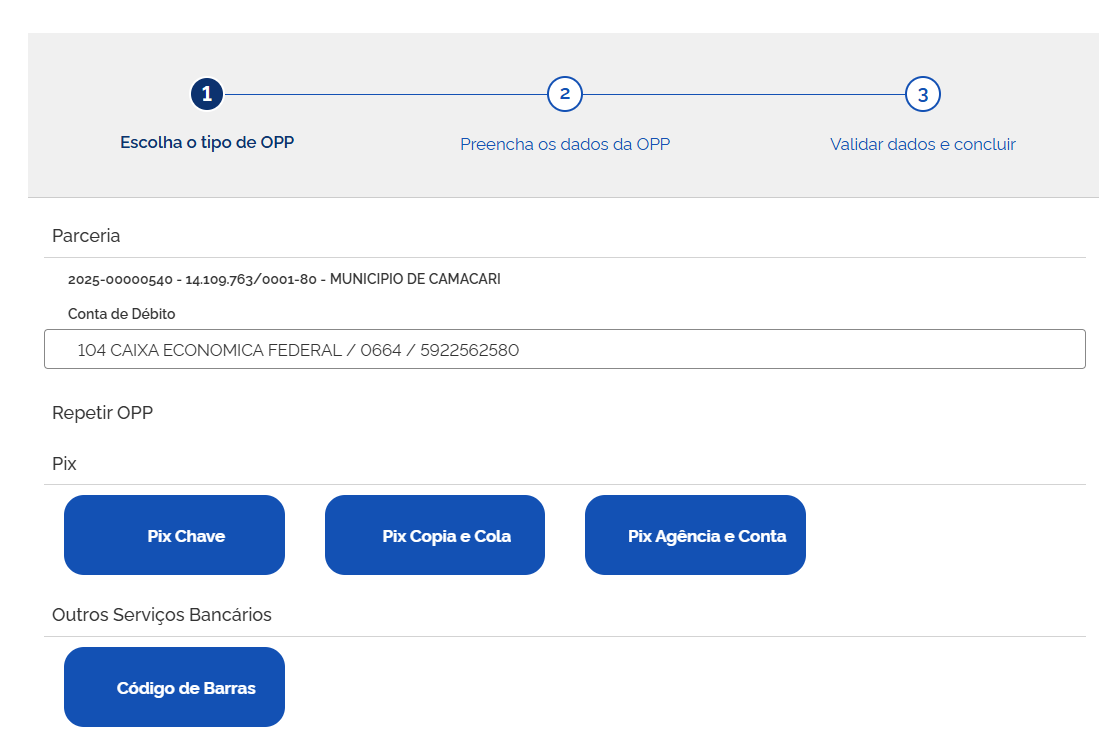 1
2
3
Escolha o tipo de OPP
Preencha os dados da OPP
Validar dados e concluir
Parceria
2025-00000540 - 14.109.763/0001-80 - MUNICIPIO DE CAMACARI
Conta de Débito
104 CAIXA ECONOMICA FEDERAL / 0664 / 5922562580
Repetir OPP
Pix
Pix Chave
Pix Copia e Cola
Pix Agência e Conta
Outros Serviços Bancários
Código de Barras